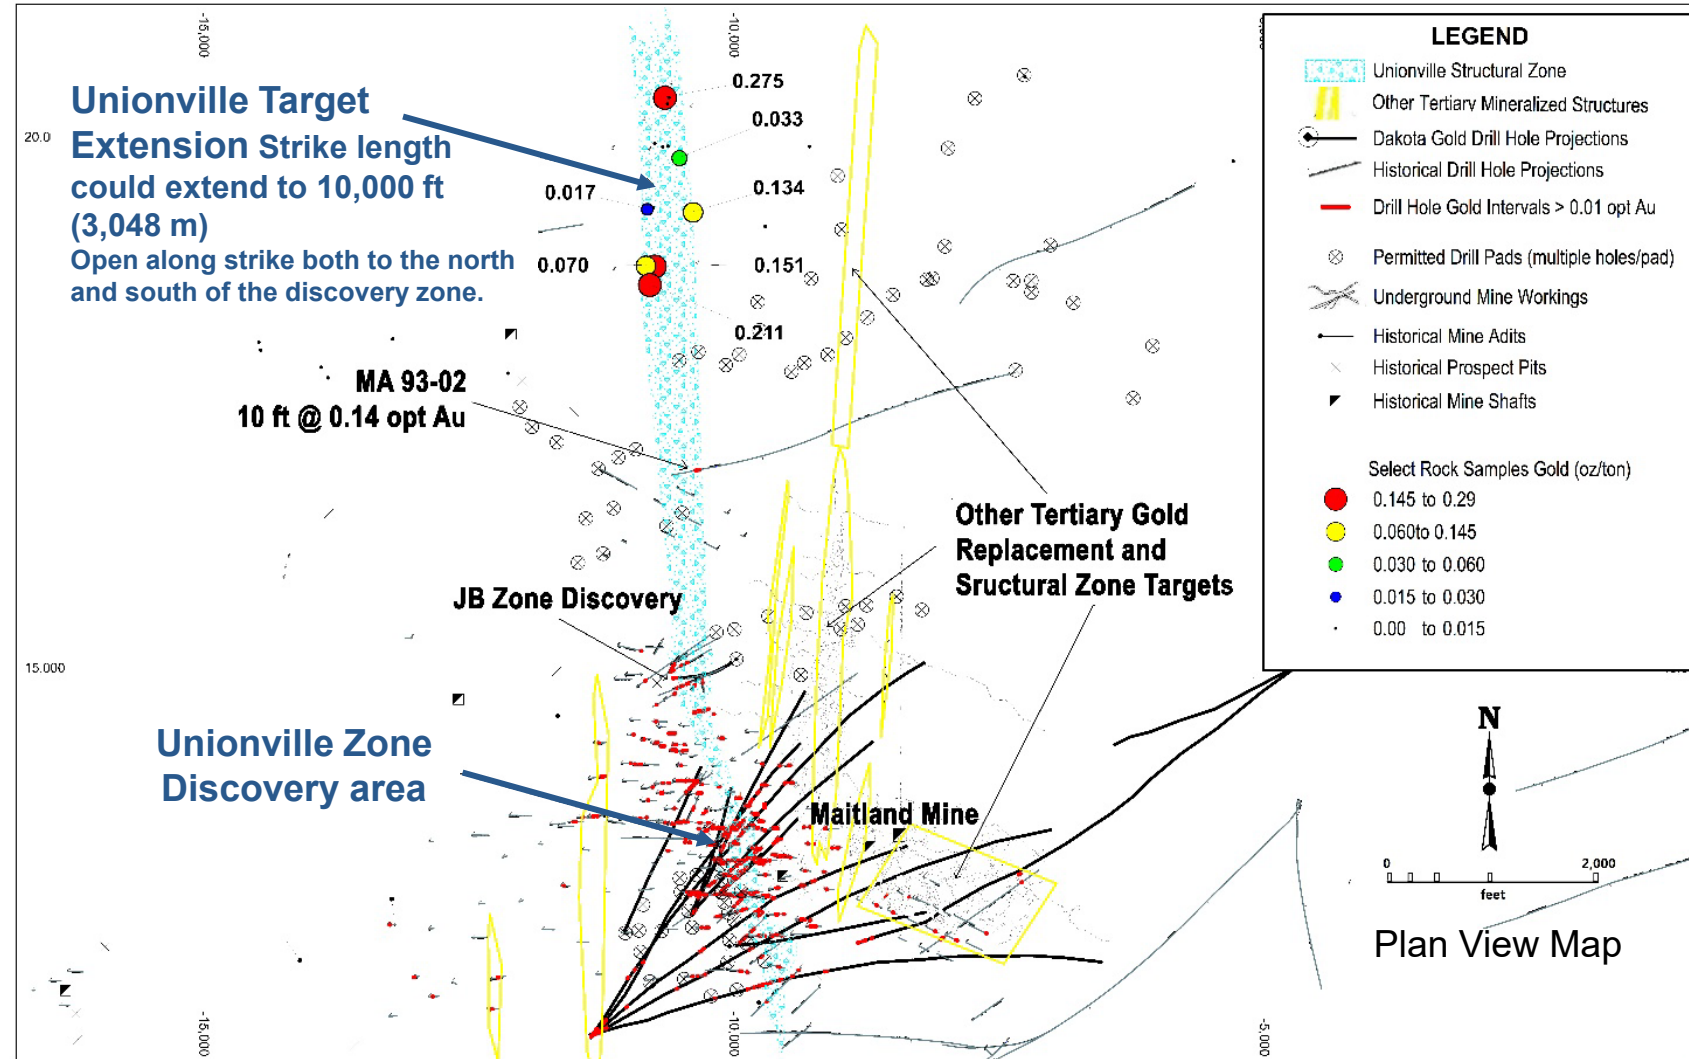 -15,000
-10,000
Unionville Target
Extension Strike length
could extend to 10,000 ft
(3,048 m)
Open along strike both to the north
and south of the discovery zone.
20.0
0.275
0.033
0.017
0.134
0.070
0.151
0.211
MA 93-02
10 ft @ 0.14 opt Au
JB Zone Discovery
Other Tertiary Gold
Replacement and
Sructural Zone Targets
15.000
Unionville Zone
Discovery area
Maitland Mine
LEGEND
Unionville Structural Zone
Other Tertiary Mineralized Structures
Dakota Gold Drill Hole Projections
Historical Drill Hole Projections
Drill Hole Gold Intervals > 0.01 opt Au
Permitted Drill Pads (multiple holes/pad)
Underground Mine Workings
Historical Mine Adits
Historical Prospect Pits
Historical Mine Shafts
Select Rock Samples Gold (oz/ton)
0.145 to 0.29
0.060to 0.145
0.030 to 0.060
0.015 to 0.030
0.00 to 0.015
N
0 2,000
feet
Plan View Map
-15,000
-10,000
-5,000